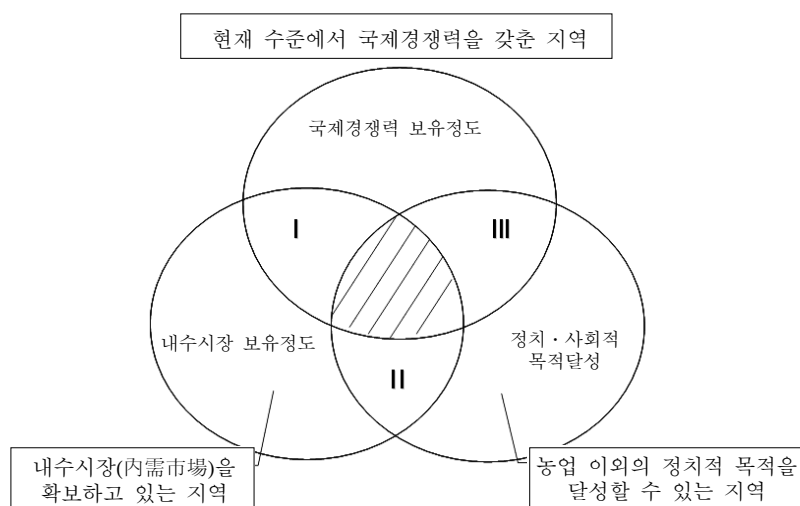 현재 수준에서 국제경쟁력을 갖춘 지역
국제경쟁력 보유정도
I
III
내수시장 보유정도
정치·사회적
목적달성
II
내수시장(內需市場)을
확보하고 있는 지역
농업 이외의 정치적 목적을
달성할 수 있는 지역